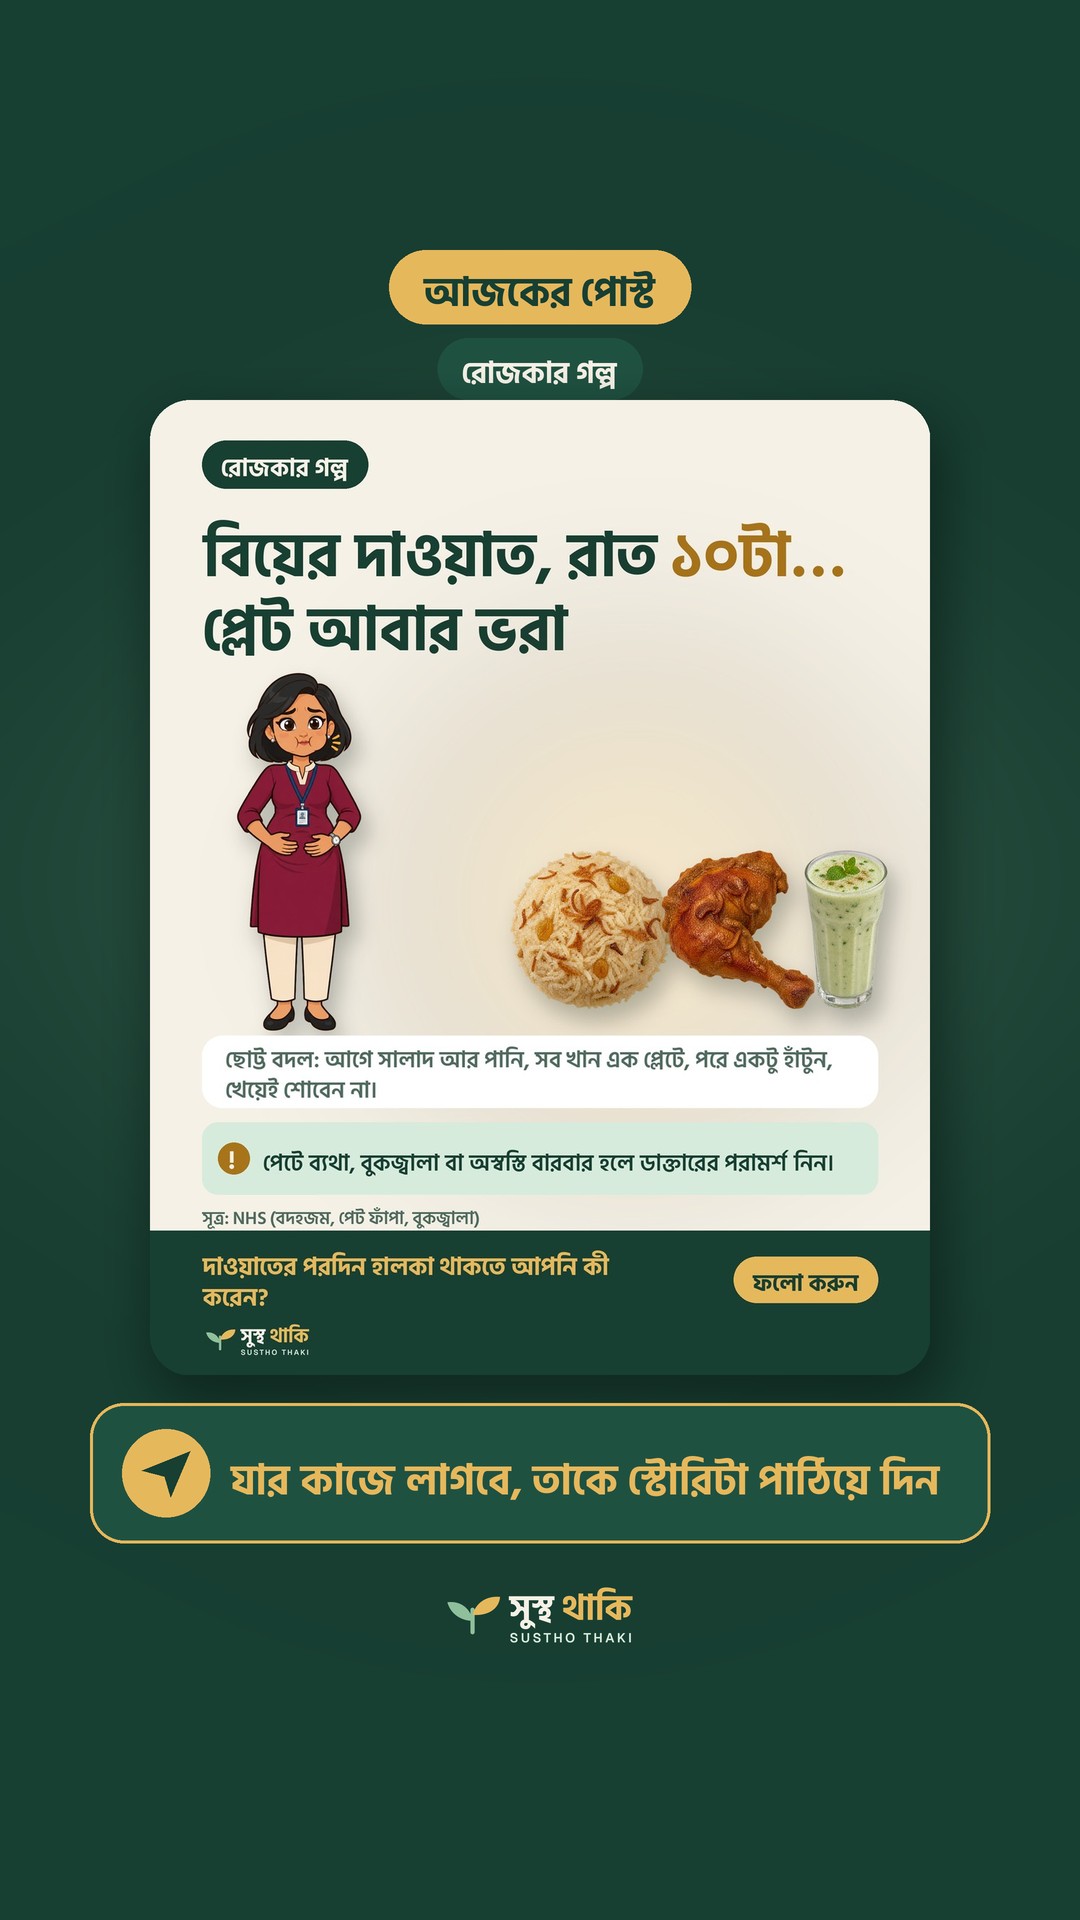 আজকের পোস্ট
রোজকার গল্প
রোজকার গল্প
বিয়ের দাওয়াত, রাত ১০টা...
প্লেট আবার ভরা
ছোট্ট বদল: আগে সালাদ আর পানি, সব খান এক প্লেটে, পরে একটু হাঁটুন,
খেয়েই শোবেন না।
! পেটে ব্যথা, বুকজ্বালা বা অস্বস্তি বারবার হলে ডাক্তারের পরামর্শ নিন।
সূত্র: NHS (বদহজম, পেট ফাঁপা, বুকজ্বালা)
দাওয়াতের পরদিন হালকা থাকতে আপনি কী
করেন?
ফলো করুন
সুস্থ থাকি
SUSTHO THAKI
যার কাজে লাগবে, তাকে স্টোরিটা পাঠিয়ে দিন
সুস্থ থাকি
SUSTHO THAKI